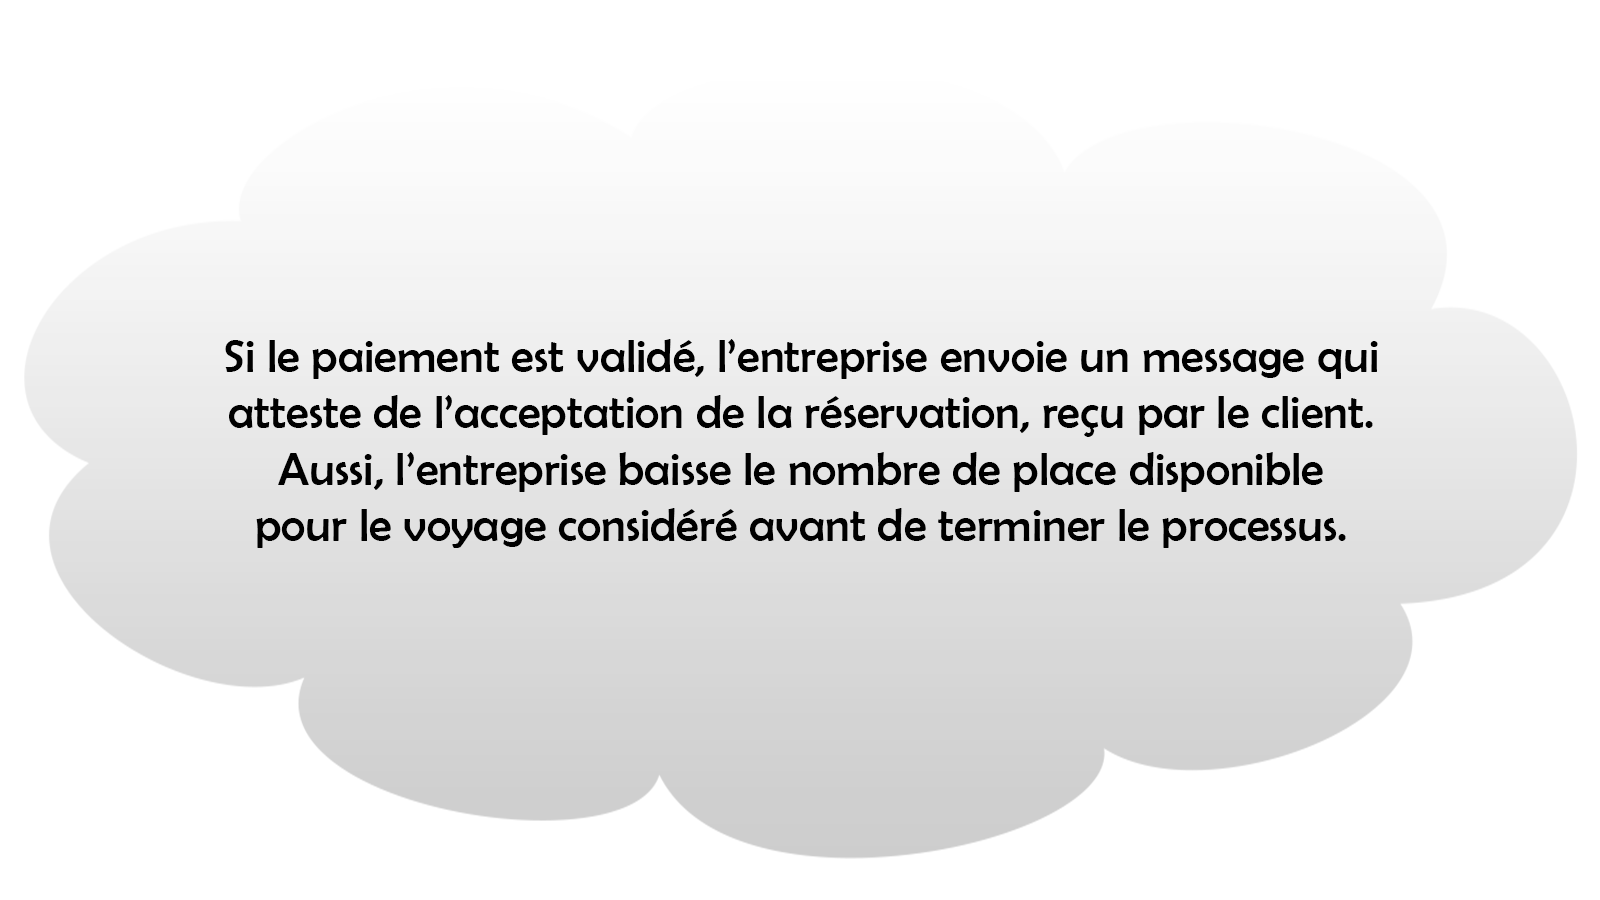 Si le paiement est validé, l’entreprise envoie un message qui
atteste de l’acceptation de la réservation, reçu par le client.
Aussi, l’entreprise baisse le nombre de place disponible
pour le voyage considéré avant de terminer le processus.